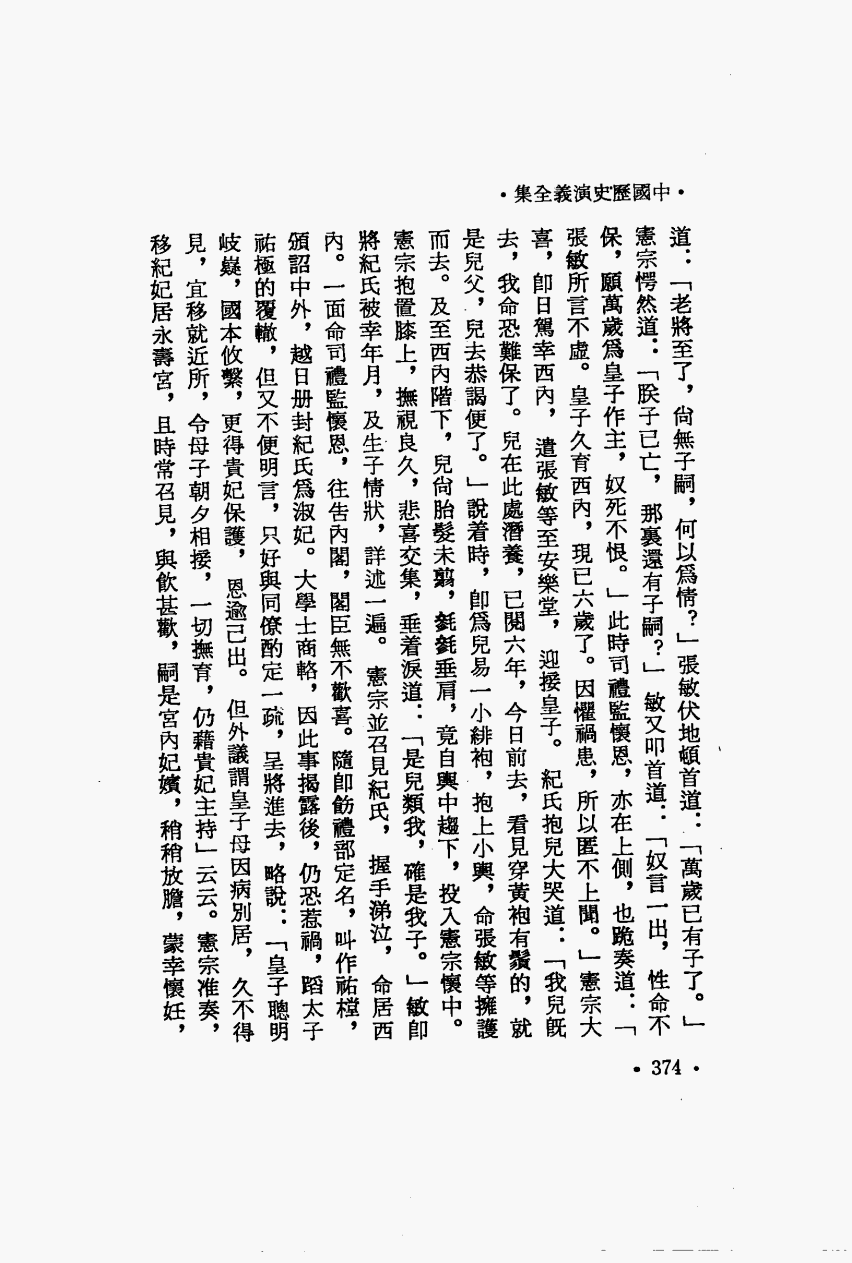 •中國歷史演義全集•
道：「老將至了，尙無子嗣，何以爲情？」張敏伏地頓首道：「萬歲已有子了。」
憲宗愕然道：「朕子已亡，那裏還有子嗣？」敏又叩首道：「奴言一出，性命不
保，願萬歲爲皇子作主，奴死不恨。」此時司禮監懷恩，亦在上側，也跪奏道：「
張敏所言不虛。皇子久育西內，現已六歲了。因懼禍患，所以匿不上聞。」憲宗大
喜，卽日駕幸西內，遣張敏等至安樂堂，迎接皇子。紀氏抱兒大哭道：「我兒旣
去，我命恐難保了。兒在此處潛養，已閱六年，今日前去，看見穿黃袍有鬚的，就
是兒父，兒去恭謁便了。」說着時，卽爲兒易一小緋袍，抱上小輿，命張敏等擁護
而去。及至西內階下，兒尙胎髮未翦，毿毿垂肩，竟自輿中趨下，投入憲宗懷中。
憲宗抱置膝上，撫視良久，悲喜交集，垂着淚道：「是兒類我，確是我子。」敏卽
將紀氏被幸年月，及生子情狀，詳述一遍。憲宗並召見紀氏，握手涕泣，命居西
內。一面命司禮監懷恩，往告內閣，閣臣無不歡喜。隨卽飭禮部定名，叫作祐樘，
頒詔中外，越日册封紀氏爲淑妃。大學士商輅，因此事揭露後，仍恐惹禍，蹈太子
祐極的覆轍，但又不便明言，只好與同僚酌定一疏，呈將進去，略說：「皇子聰明
岐嶷，國本攸繫，更得貴妃保護，恩逾己出。但外議謂皇子母因病別居，久不得
見，宜移就近所，令母子朝夕相接，一切撫育，仍藉貴妃主持」云云。憲宗准奏，
移紀妃居永壽宮，且時常召見，與飮甚歡，嗣是宮內妃嬪，稍稍放膽，蒙幸懷妊，
•374•